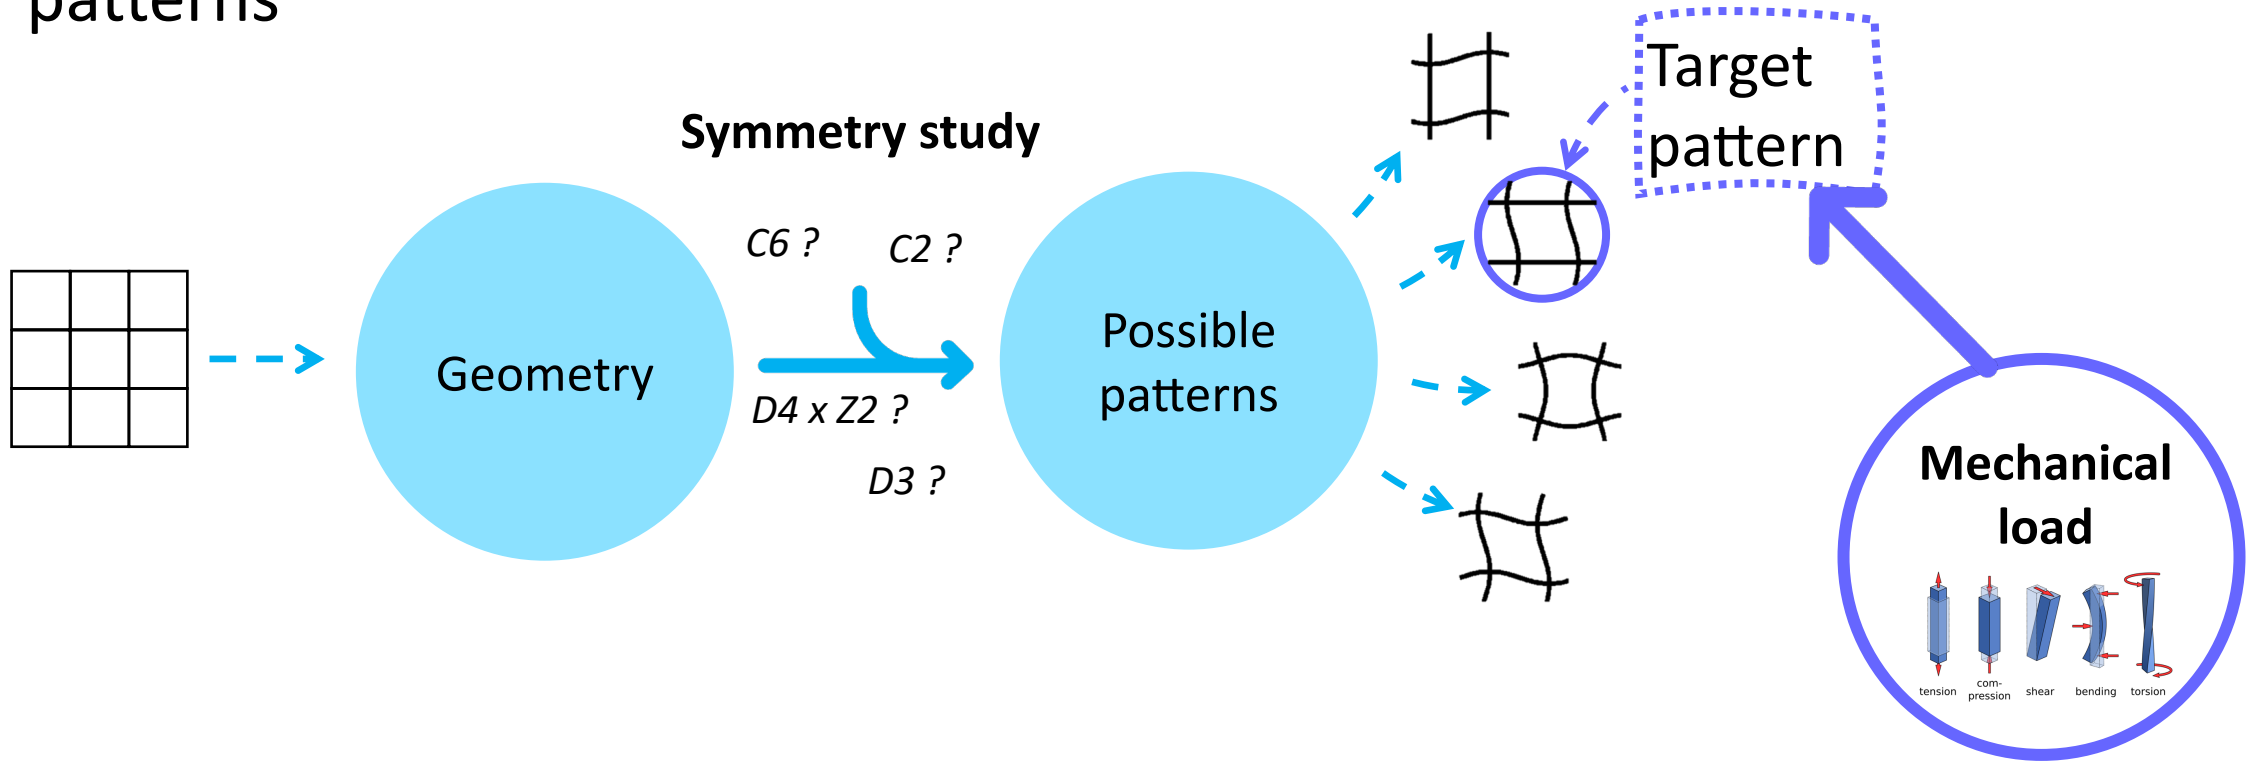 patterns
Target
pattern
Symmetry study
C6 ?
C2 ?
Geometry
Possible
patterns
D4 x Z2 ?
D3 ?
Mechanical
load
tension
com-
pression
shear
bending
torsion